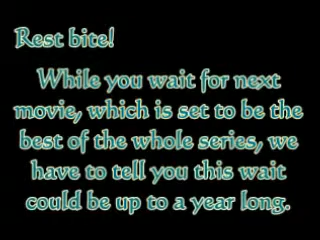 Rest bite!
While you wait for next
movie, which is set to be the
best of the whole series, we
have to tell you this wait
could be up to a year long.